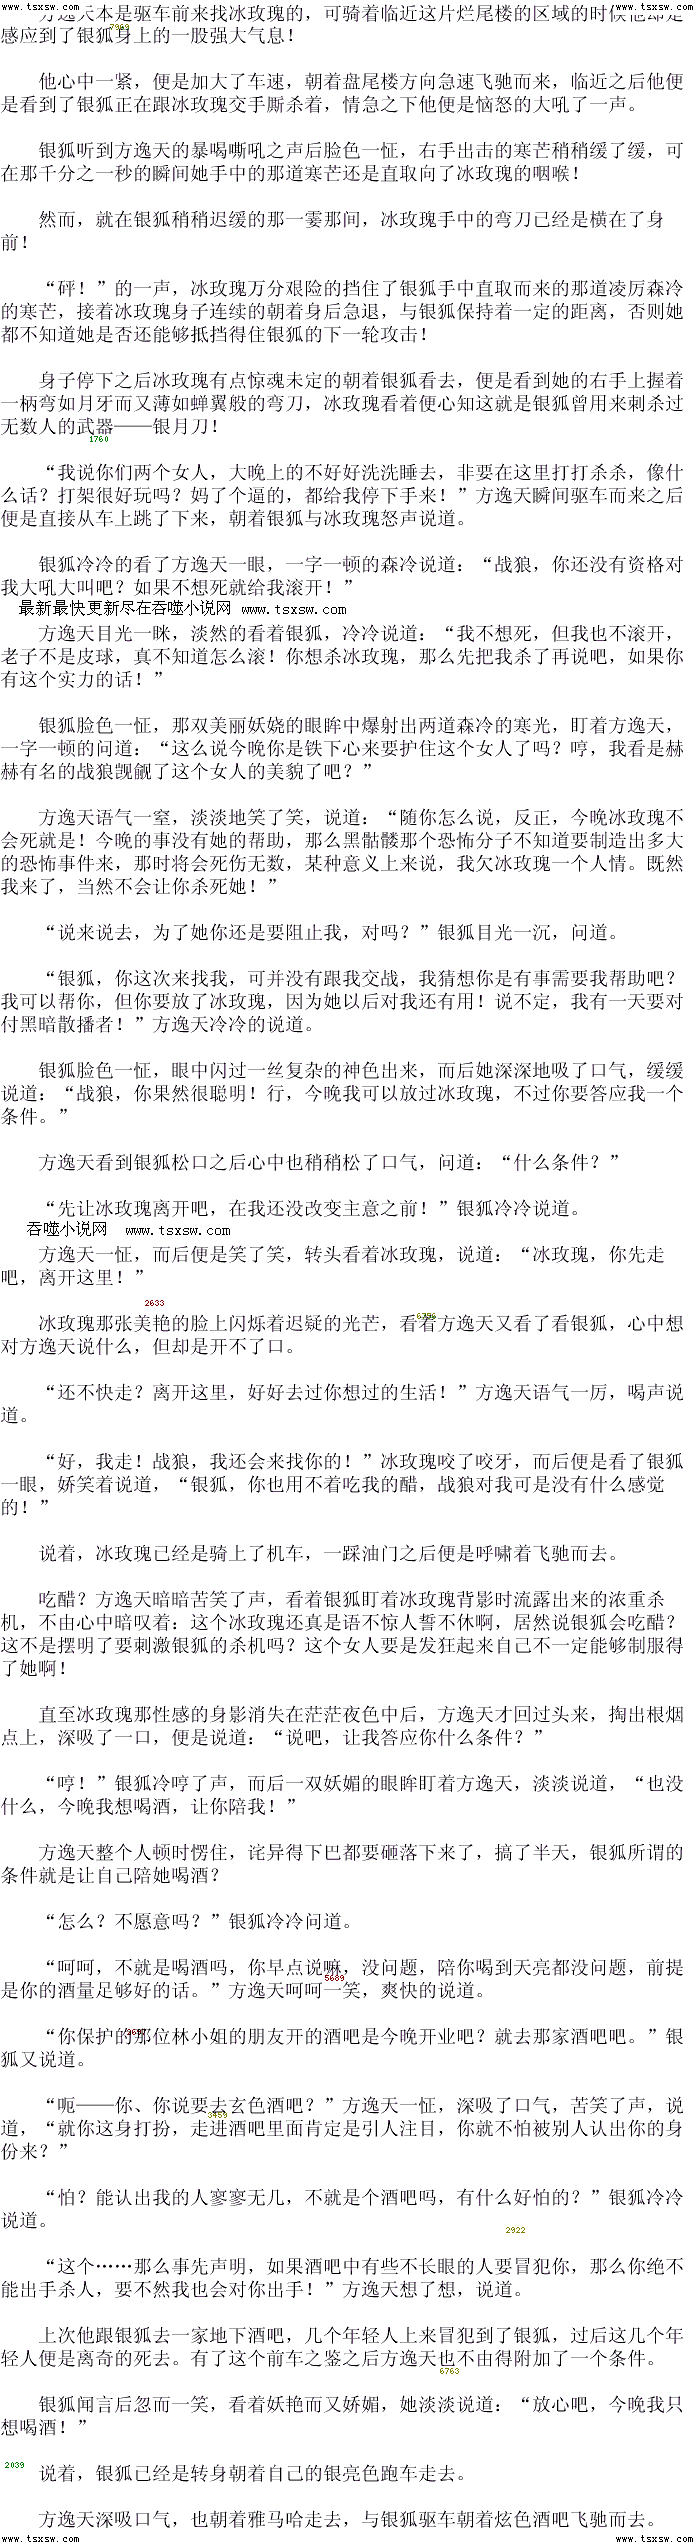 www.tsxsw.com www.tsxsw.com
方逸天本是驱车前来找冰玫瑰的，可骑着临近这片烂尾楼的区域的时候他却是
7969
感应到了银狐身上的一股强大气息！
他心中一紧，便是加大了车速，朝着盘尾楼方向急速飞驰而来，临近之后他便
是看到了银狐正在跟冰玫瑰交手厮杀着，情急之下他便是恼怒的大吼了一声。
银狐听到方逸天的暴喝嘶吼之声后脸色一怔，右手出击的寒芒稍稍缓了缓，可
在那千分之一秒的瞬间她手中的那道寒芒还是直取向了冰玫瑰的咽喉！
然而，就在银狐稍稍迟缓的那一霎那间，冰玫瑰手中的弯刀已经是横在了身
前！
“砰！”的一声，冰玫瑰万分艰险的挡住了银狐手中直取而来的那道凌厉森冷
的寒芒，接着冰玫瑰身子连续的朝着身后急退，与银狐保持着一定的距离，否则她
都不知道她是否还能够抵挡得住银狐的下一轮攻击！
身子停下之后冰玫瑰有点惊魂未定的朝着银狐看去，便是看到她的右手上握着
一柄弯如月牙而又薄如蝉翼般的弯刀，冰玫瑰看着便心知这就是银狐曾用来刺杀过
无数人的武器——银月刀！
1760
“我说你们两个女人，大晚上的不好好洗洗睡去，非要在这里打打杀杀，像什
么话？打架很好玩吗？妈了个逼的，都给我停下手来！”方逸天瞬间驱车而来之后
便是直接从车上跳了下来，朝着银狐与冰玫瑰怒声说道。
银狐冷冷的看了方逸天一眼，一字一顿的森冷说道：“战狼，你还没有资格对
我大吼大叫吧？如果不想死就给我滚开！”
最新最快更新尽在吞噬小说网 www.tsxsw.com
方逸天目光一眯，淡然的看着银狐，冷冷说道：“我不想死，但我也不滚开，
老子不是皮球，真不知道怎么滚！你想杀冰玫瑰，那么先把我杀了再说吧，如果你
有这个实力的话！”
银狐脸色一怔，那双美丽妖娆的眼眸中爆射出两道森冷的寒光，盯着方逸天，
一字一顿的问道：“这么说今晚你是铁下心来要护住这个女人了吗？哼，我看是赫
赫有名的战狼觊觎了这个女人的美貌了吧？”
方逸天语气一窒，淡淡地笑了笑，说道：“随你怎么说，反正，今晚冰玫瑰不
会死就是！今晚的事没有她的帮助，那么黑骷髅那个恐怖分子不知道要制造出多大
的恐怖事件来，那时将会死伤无数，某种意义上来说，我欠冰玫瑰一个人情。既然
我来了，当然不会让你杀死她！”
“说来说去，为了她你还是要阻止我，对吗？”银狐目光一沉，问道。
“银狐，你这次来找我，可并没有跟我交战，我猜想你是有事需要我帮助吧？
我可以帮你，但你要放了冰玫瑰，因为她以后对我还有用！说不定，我有一天要对
付黑暗散播者！”方逸天冷冷的说道。
银狐脸色一怔，眼中闪过一丝复杂的神色出来，而后她深深地吸了口气，缓缓
说道：“战狼，你果然很聪明！行，今晚我可以放过冰玫瑰，不过你要答应我一个
条件。”
方逸天看到银狐松口之后心中也稍稍松了口气，问道：“什么条件？”
“先让冰玫瑰离开吧，在我还没改变主意之前！”银狐冷冷说道。
吞噬小说网 www.tsxsw.com
方逸天一怔，而后便是笑了笑，转头看着冰玫瑰，说道：“冰玫瑰，你先走
吧，离开这里！”
2633
冰玫瑰那张美艳的脸上闪烁着迟疑的光芒，看着方逸天又看了看银狐，心中想
对方逸天说什么，但却是开不了口。
“还不快走？离开这里，好好去过你想过的生活！”方逸天语气一厉，喝声说
道。
“好，我走！战狼，我还会来找你的！”冰玫瑰咬了咬牙，而后便是看了银狐
一眼，娇笑着说道，“银狐，你也用不着吃我的醋，战狼对我可是没有什么感觉
的！”
说着，冰玫瑰已经是骑上了机车，一踩油门之后便是呼啸着飞驰而去。
吃醋？方逸天暗暗苦笑了声，看着银狐盯着冰玫瑰背影时流露出来的浓重杀
机，不由心中暗叹着：这个冰玫瑰还真是语不惊人誓不休啊，居然说银狐会吃醋？
这不是摆明了要刺激银狐的杀机吗？这个女人要是发狂起来自己不一定能够制服得
了她啊！
直至冰玫瑰那性感的身影消失在茫茫夜色中后，方逸天才回过头来，掏出根烟
点上，深吸了一口，便是说道：“说吧，让我答应你什么条件？”
“哼！”银狐冷哼了声，而后一双妖媚的眼眸盯着方逸天，淡淡说道，“也没
什么，今晚我想喝酒，让你陪我！”
方逸天整个人顿时愣住，诧异得下巴都要砸落下来了，搞了半天，银狐所谓的
条件就是让自己陪她喝酒？
“怎么？不愿意吗？”银狐冷冷问道。
“呵呵，不就是喝酒吗，你早点说嘛，没问题，陪你喝到天亮都没问题，前提
5689
是你的酒量足够好的话。”方逸天呵呵一笑，爽快的说道。
“你保护的那位林小姐的朋友开的酒吧是今晚开业吧？就去那家酒吧吧。”银
狐又说道。
“呃——你、你说要去玄色酒吧？”方逸天一怔，深吸了口气，苦笑了声，说
道，“就你这身打扮，走进酒吧里面肯定是引人注目，你就不怕被别人认出你的身
份来？”
“怕？能认出我的人寥寥无几，不就是个酒吧吗，有什么好怕的？”银狐冷冷
说道。
2922
“这个……那么事先声明，如果酒吧中有些不长眼的人要冒犯你，那么你绝不
能出手杀人，要不然我也会对你出手！”方逸天想了想，说道。
上次他跟银狐去一家地下酒吧，几个年轻人上来冒犯到了银狐，过后这几个年
轻人便是离奇的死去。有了这个前车之鉴之后方逸天也不由得附加了一个条件。
6763
银狐闻言后忽而一笑，看着妖艳而又娇媚，她淡淡说道：“放心吧，今晚我只
想喝酒！”
2039
说着，银狐已经是转身朝着自己的银亮色跑车走去。
方逸天深吸口气，也朝着雅马哈走去，与银狐驱车朝着炫色酒吧飞驰而去。
www.tsxsw.com www.tsxsw.com